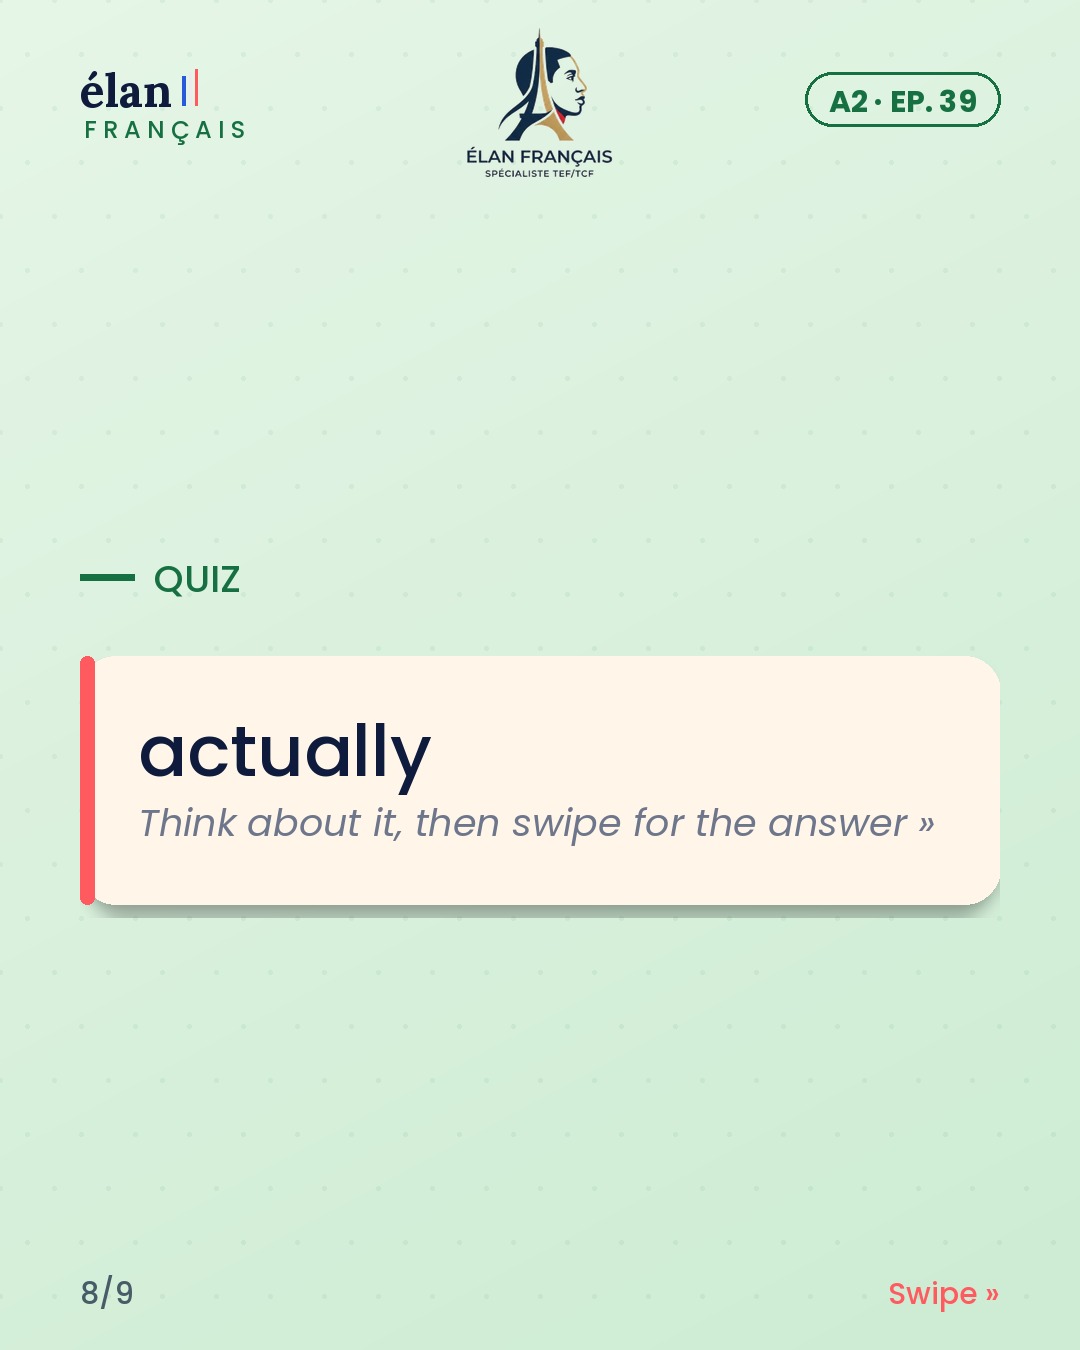 élan
FRANÇAIS
ÉLAN FRANÇAIS
SPÉCIALISTE TEF/TCF
A2 · EP. 39
QUIZ
actually
Think about it, then swipe for the answer »
8/9
Swipe »